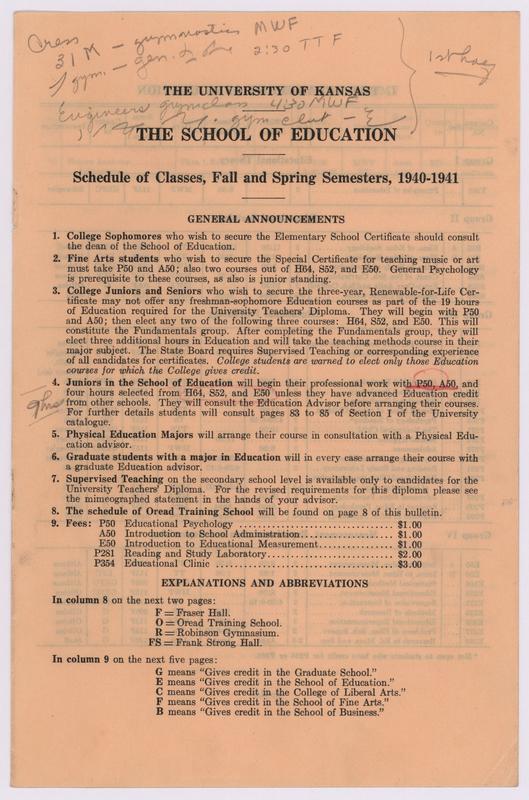 31 M - gymnastics MWF
gym. - gen. 2:30 TTF
THE UNIVERSITY OF KANSAS
Engineers gym class 4:30 MWF
gym club - E
THE SCHOOL OF EDUCATION
Schedule of Classes, Fall and Spring Semesters, 1940-1941
GENERAL ANNOUNCEMENTS
1. College Sophomores who wish to secure the Elementary School Certificate should consult
the dean of the School of Education.
2. Fine Arts students who wish to secure the Special Certificate for teaching music or art
must take P50 and A50; also two courses out of H64, S52, and E50. General Psychology
is prerequisite to these courses, as also is junior standing.
3. College Juniors and Seniors who wish to secure the three-year, Renewable-for-Life Cer-
tificate may not offer any freshman-sophomore Education courses as part of the 19 hours
of Education required for the University Teachers' Diploma. They will begin with P50
and A50; then elect any two of the following three courses: H64, S52, and E50. This will
constitute the Fundamentals group. After completing the Fundamentals group, they will
elect three additional hours in Education and will take the teaching methods course in their
major subject. The State Board requires Supervised Teaching or corresponding experience
of all candidates for certificates. College students are warned to elect only those Education
courses for which the College gives credit.
4. Juniors in the School of Education will begin their professional work with P50, A50, and
four hours selected from H64, S52, and E50 unless they have advanced Education credit
from other schools. They will consult the Education Advisor before arranging their courses.
For further details students will consult pages 83 to 85 of Section I of the University
catalogue.
5. Physical Education Majors will arrange their course in consultation with a Physical Edu-
cation advisor.
6. Graduate students with a major in Education will in every case arrange their course with
a graduate Education advisor.
7. Supervised Teaching on the secondary school level is available only to candidates for the
University Teachers' Diploma. For the revised requirements for this diploma please see
the mimeographed statement in the hands of your advisor.
8. The schedule of Oread Training School will be found on page 8 of this bulletin.
9. Fees: P50 Educational Psychology ........ $1.00
A50 Introduction to School Administration........ $1.00
E50 Introduction to Educational Measurement........ $1.00
P281 Reading and Study Laboratory........ $2.00
P354 Educational Clinic ........ $3.00
EXPLANATIONS AND ABBREVIATIONS
In column 8 on the next two pages:
F = Fraser Hall.
O = Oread Training School.
R = Robinson Gymnasium.
FS = Frank Strong Hall.
In column 9 on the next five pages:
G means "Gives credit in the Graduate School."
E means "Gives credit in the School of Education."
C means "Gives credit in the College of Liberal Arts."
F means "Gives credit in the School of Fine Arts."
B means "Gives credit in the School of Business."